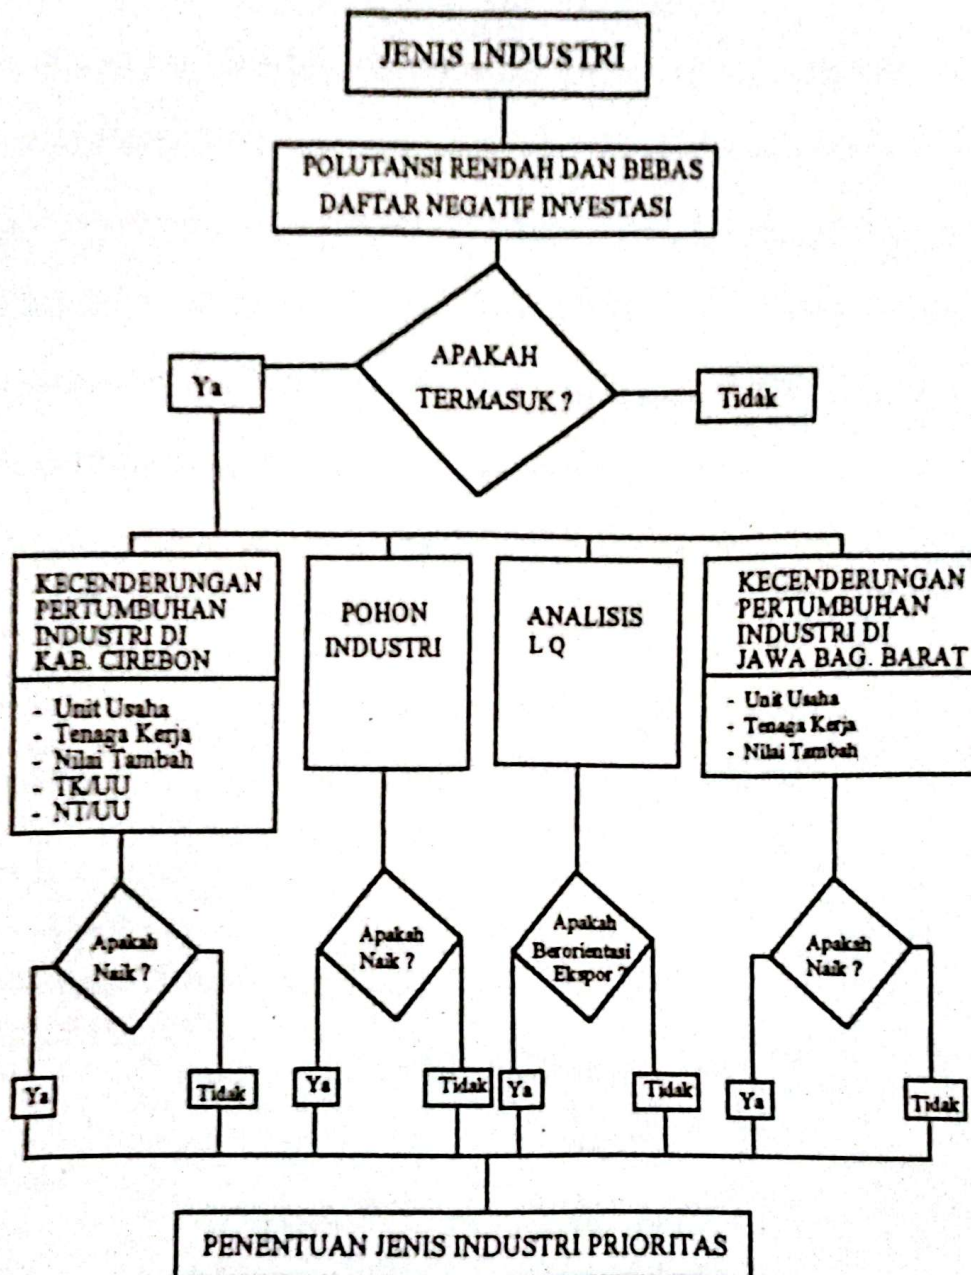 JENIS INDUSTRI
POLUTANSI RENDAH DAN BEBAS
DAFTAR NEGATIF INVESTASI
APAKAH
TERMASUK ?
Ya
Tidak
KECENDERUNGAN
PERTUMBUHAN
INDUSTRI DI
KAB. CIREBON
- Unit Usaha
- Tenaga Kerja
- Nilai Tambah
- TK/UU
- NT/UU
POHON
INDUSTRI
ANALISIS
L Q
KECENDERUNGAN
PERTUMBUHAN
INDUSTRI DI
JAWA BAG. BARAT
- Unit Usaha
- Tenaga Kerja
- Nilai Tambah
Apakah
Naik ?
Apakah
Naik ?
Apakah
Berorientasi
Ekspor ?
Apakah
Naik ?
Ya
Tidak
Ya
Tidak
Ya
Tidak
Ya
Tidak
PENENTUAN JENIS INDUSTRI PRIORITAS